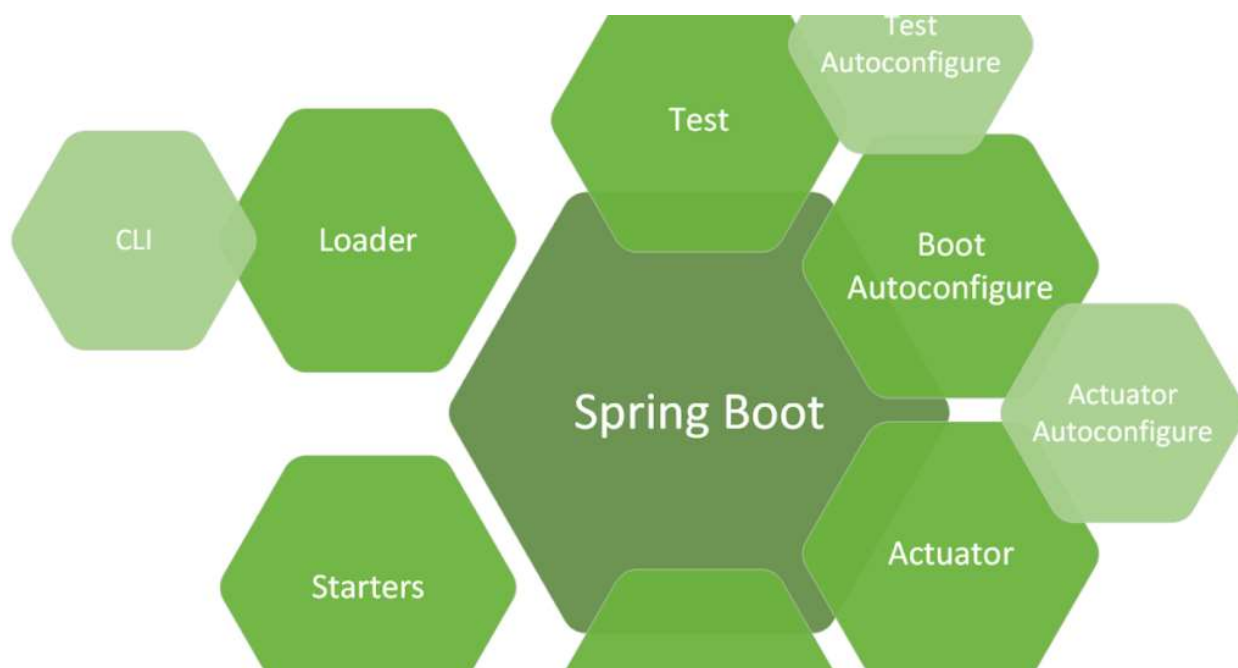 Test
Autoconfigure
Test
CLI
Loader
Boot
Autoconfigure
Spring Boot
Actuator
Autoconfigure
Actuator
Starters